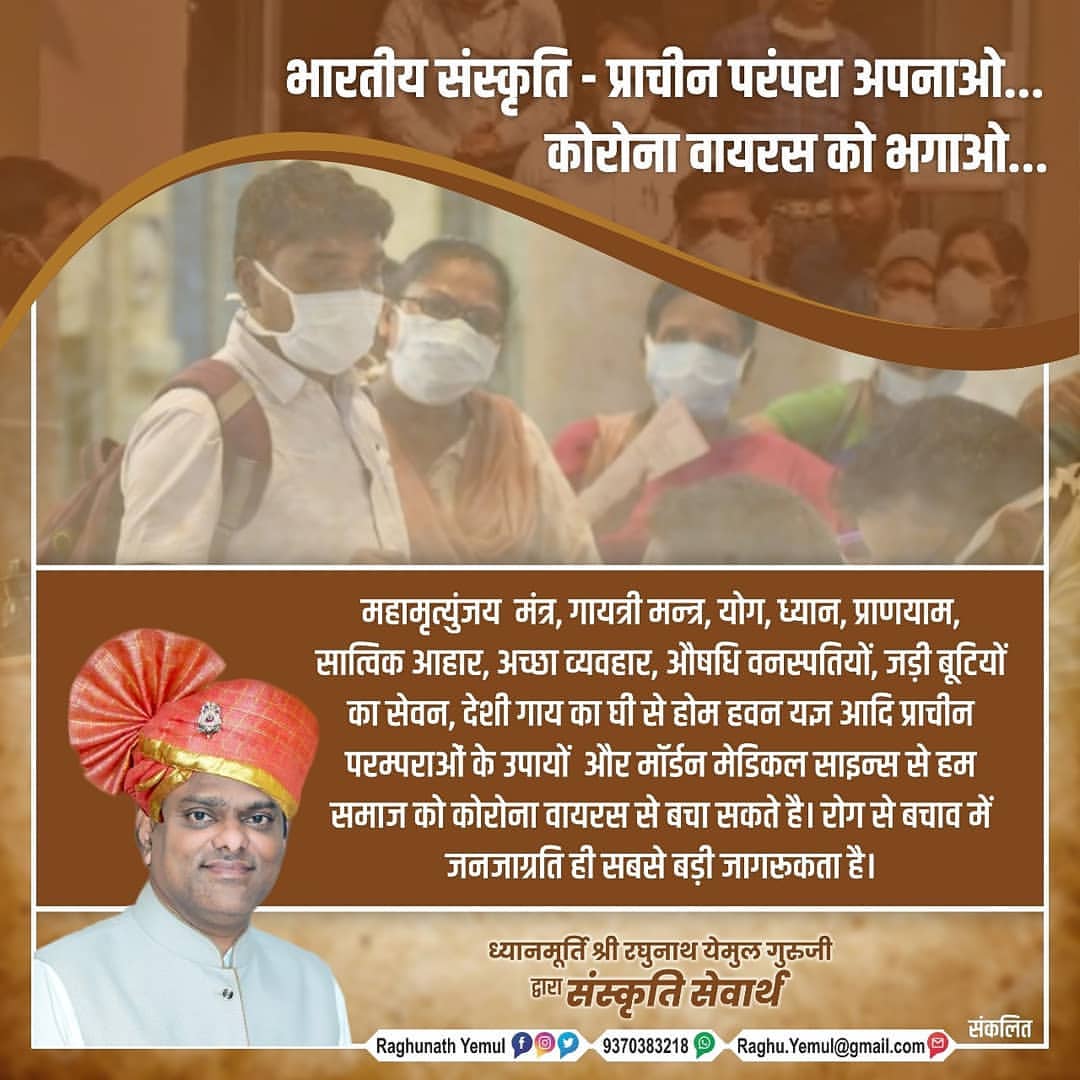 भारतीय संस्कृति - प्राचीन परंपरा अपनाओ...
कोरोना वायरस को भगाओ...
महामृत्युंजय मंत्र, गायत्री मन्त्र, योग, ध्यान, प्राणयाम,
सात्विक आहार, अच्छा व्यवहार, औषधि वनस्पतियों, जड़ी बूटियों
का सेवन, देशी गाय का घी से होम हवन यज्ञ आदि प्राचीन
परम्पराओं के उपायों और मॉर्डन मेडिकल साइन्स से हम
समाज को कोरोना वायरस से बचा सकते है। रोग से बचाव में
जनजाग्रति ही सबसे बड़ी जागरूकता है।
ध्यानमूर्ति श्री रघुनाथ येमुल गुरुजी
द्वारा संस्कृति सेवार्थ
संकलित
Raghunath Yemul 9370383218 Raghu.Yemul@gmail.com